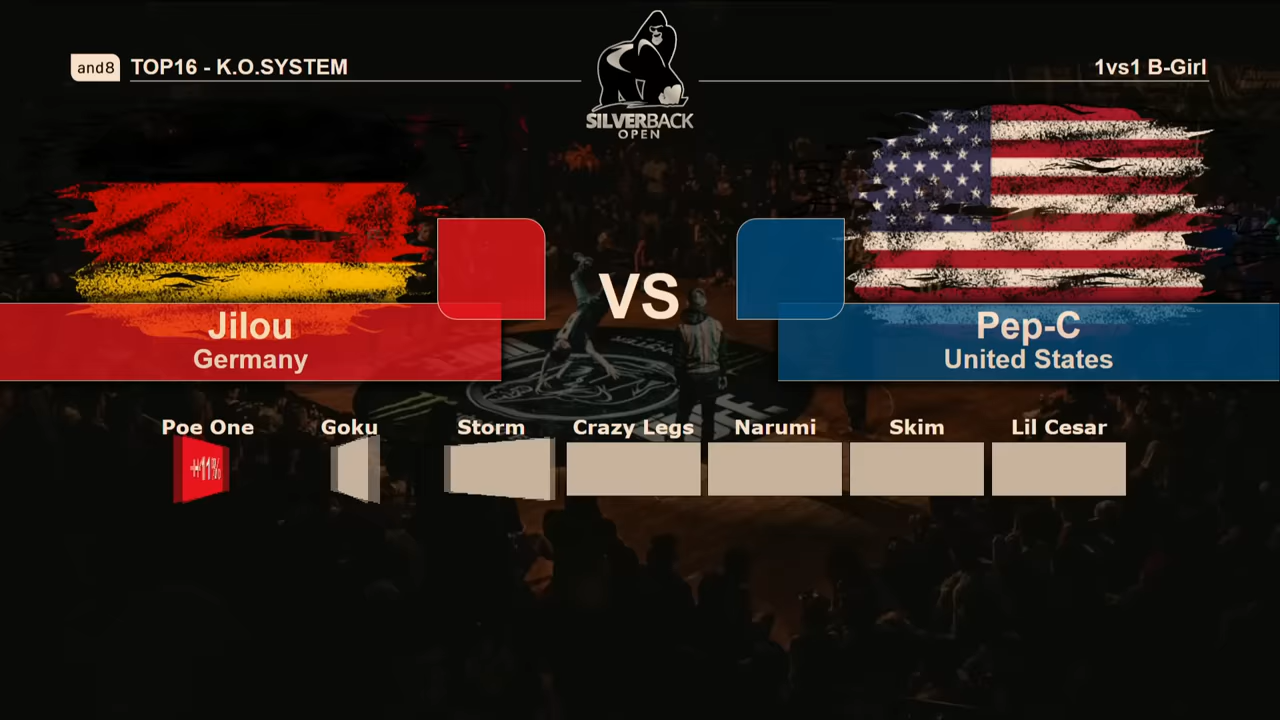 and8 TOP16 - K.O.SYSTEM
SILVERBACK
OPEN
1vs1 B-Girl
VS
Jilou
Germany
Pep-C
United States
Poe One Goku Storm Crazy Legs Narumi Skim Lil Cesar
+11%